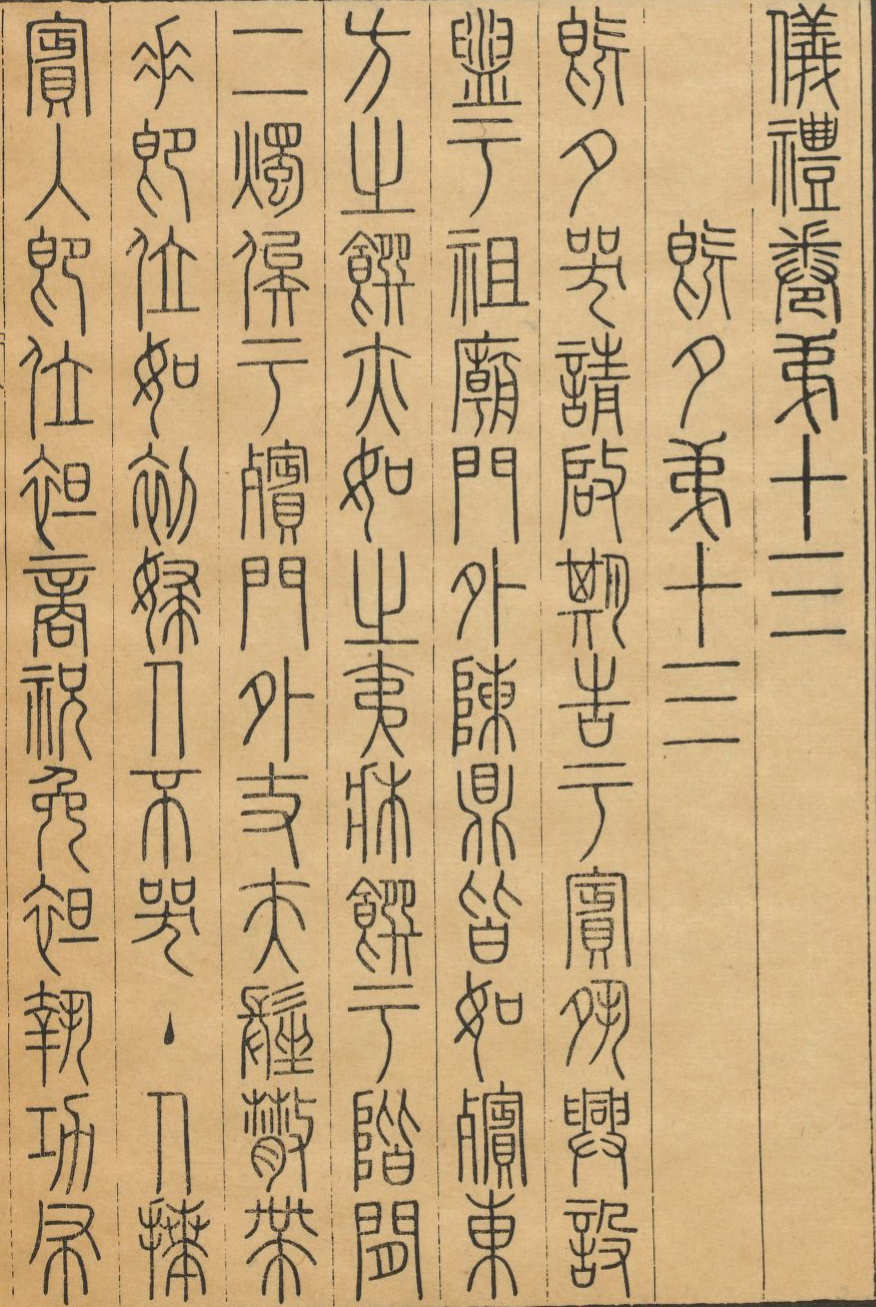 儀禮卷第十三
既夕第十三
既夕哭請啟期告于賓夙興設
盥于祖廟門外陳鼎皆如殯東
方之饌亦如之夷牀饌于階間
二燭俟于殯門外丈夫髽散帶
垂即位如初婦人不哭丶人拜
賓入即位袒商祝免袒執功布